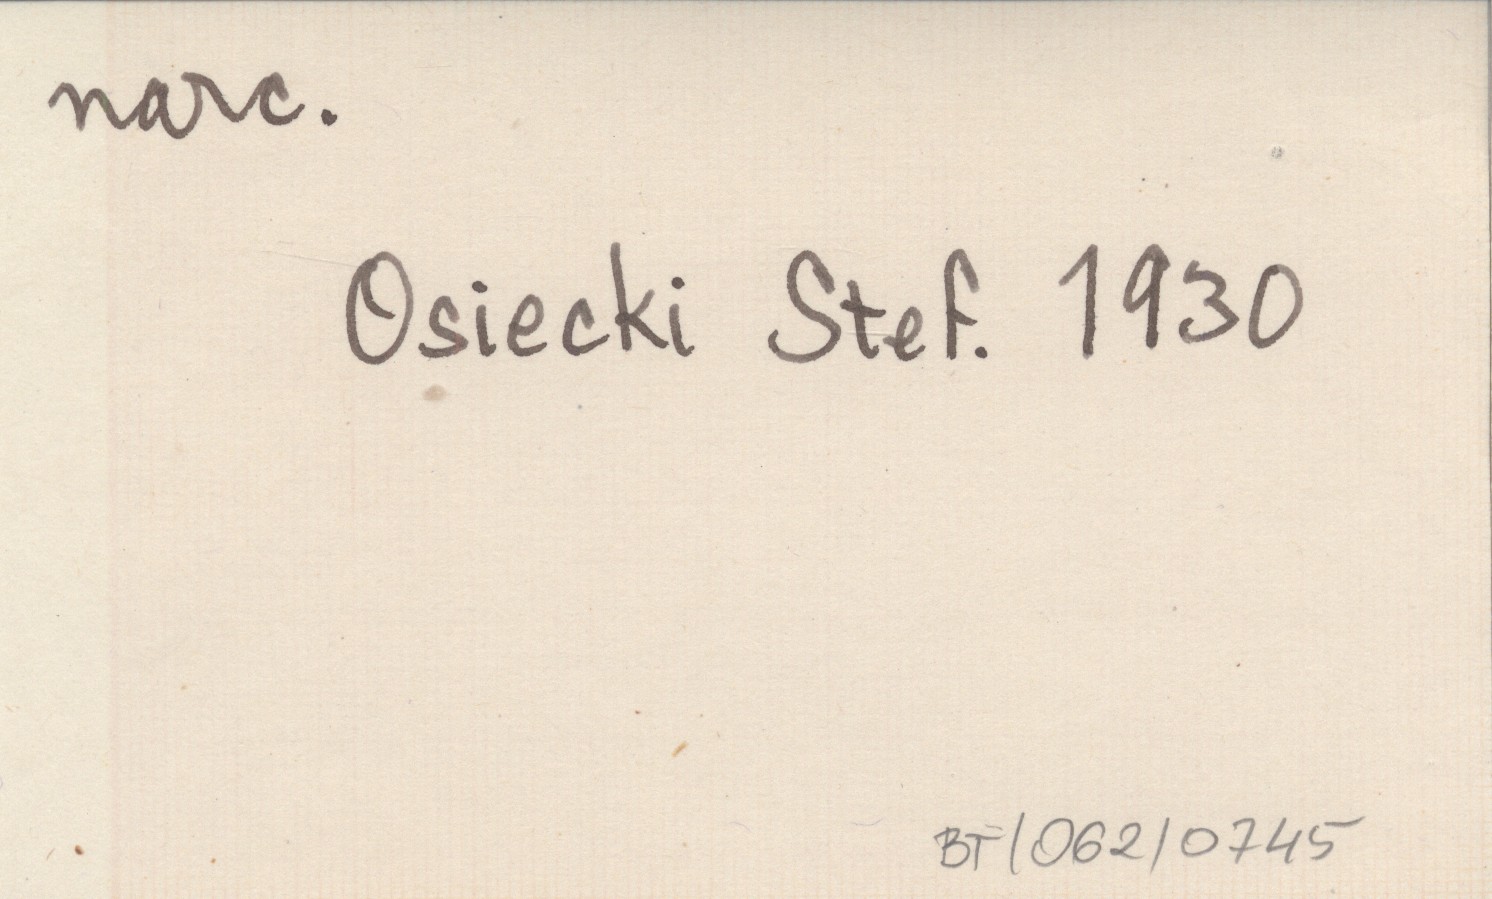 narc.
Osiecki Stef. 1930
BT/062/0745